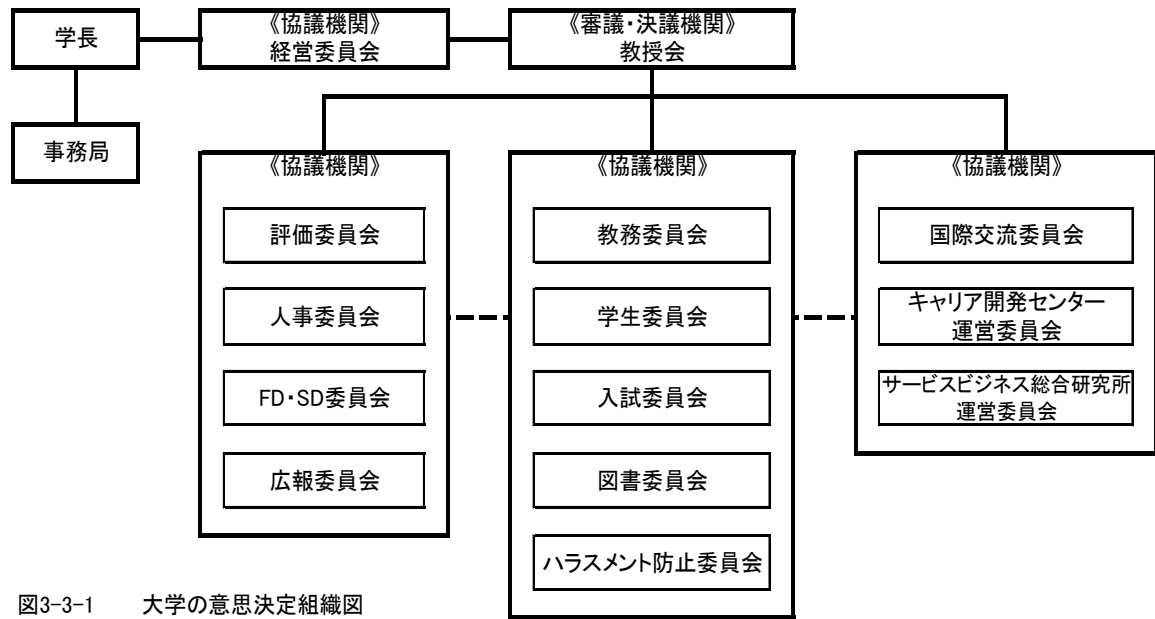 学長
《協議機関》
経営委員会
《審議・決議機関》
教授会
事務局
《協議機関》
評価委員会
人事委員会
FD・SD委員会
広報委員会
《協議機関》
教務委員会
学生委員会
入試委員会
図書委員会
ハラスメント防止委員会
《協議機関》
国際交流委員会
キャリア開発センター
運営委員会
サービスビジネス総合研究所
運営委員会
図3-3-1　大学の意思決定組織図